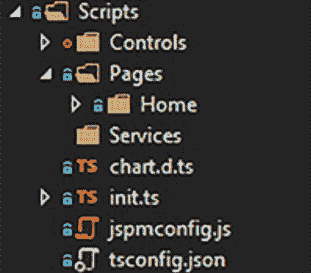 Scripts
Controls
Pages
Home
Services
TS chart.d.ts
TS init.ts
jspmconfig.js
tsconfig.json